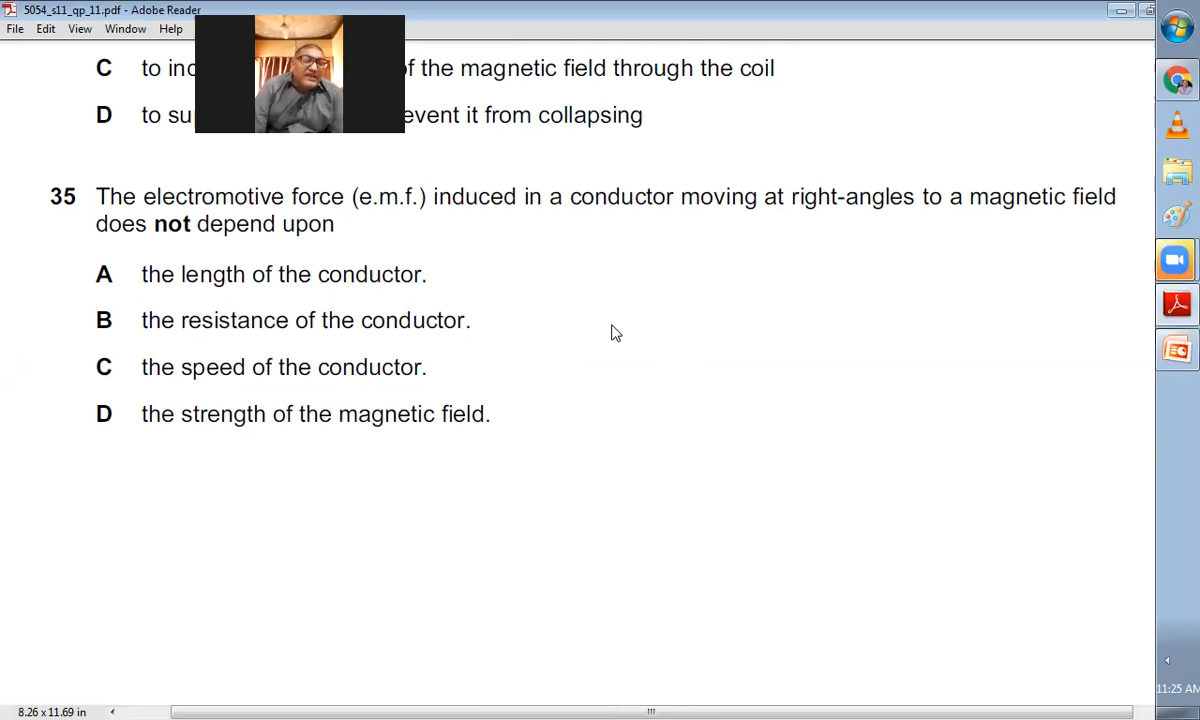 5054_s11_qp_11.pdf - Adobe Reader
File Edit View Window Help
C to of the magnetic field through the coil
D to it from collapsing
35 The electromotive force (e.m.f.) induced in a conductor moving at right-angles to a magnetic field
does not depend upon
A the length of the conductor.
B the resistance of the conductor.
C the speed of the conductor.
D the strength of the magnetic field.
8.26 x 11.69 in
11:25 AM